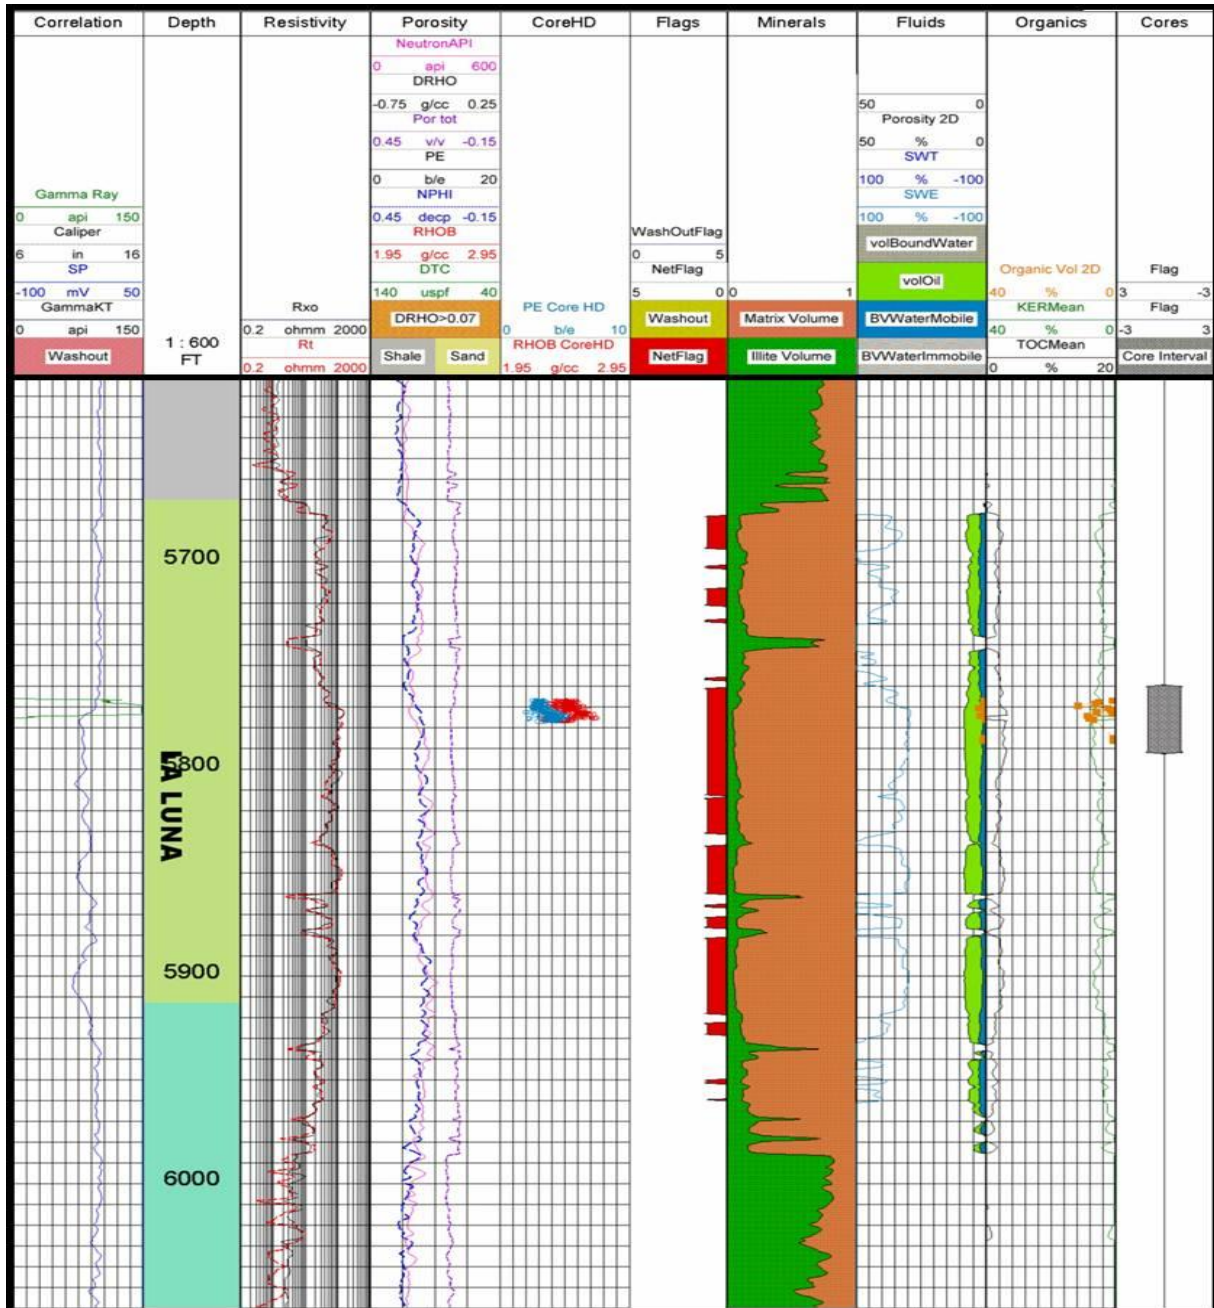 Correlation Depth Resistivity Porosity CoreHD Flags Minerals Fluids Organics Cores
NeutronAPI
0 api 600
DRHO
-0.75 g/cc 0.25
50 0
Por tot
Porosity 2D
0.45 v/v -0.15
50 % 0
PE
SWT
0 b/e 20
100 % -100
Gamma Ray
NPHI
SWE
0 api 150
0.45 decp -0.15
100 % -100
Caliper
RHOB
WashOutFlag
volBoundWater
6 in 16
1.95 g/cc 2.95
0 5
SP
DTC
NetFlag
volOil
Organic Vol 2D
Flag
-100 mV 50
140 uspf 40
5 0
0 1
40 % 0
3 -3
GammaKT
Rxo
DRHO>0.07
PE Core HD
Washout
Matrix Volume
BVWaterMobile
KERMean
Flag
0 api 150
0.2 ohmm 2000
0 b/e 10
40 % 0
-3 3
Washout
1 : 600
FT
Rt
Shale Sand
RHOB CoreHD
NetFlag
Illite Volume
BVWaterImmobile
TOCMean
Core Interval
0.2 ohmm 2000
1.95 g/cc 2.95
0 % 20
5700
5800
LA LUNA
5900
6000